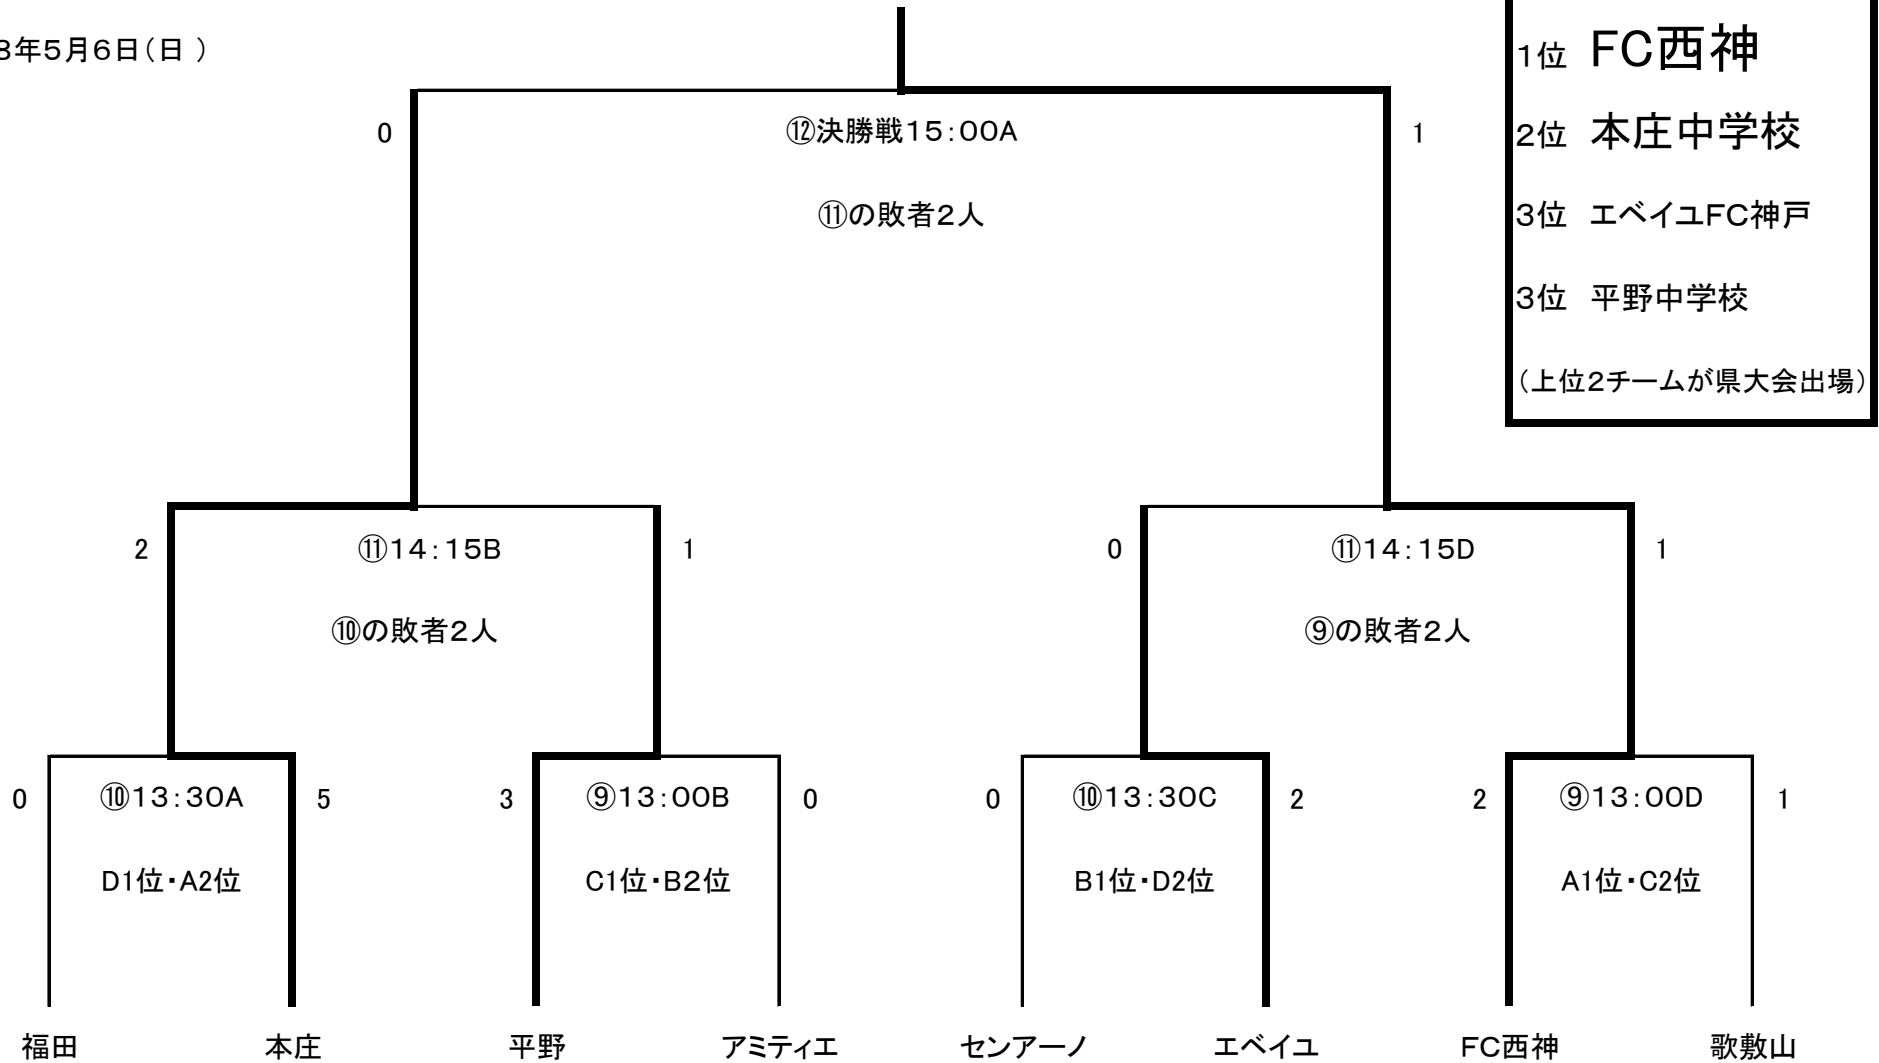 8年5月6日(日 )
1位 FC西神
2位 本庄中学校
3位 エベイユFC神戸
3位 平野中学校
(上位2チームが県大会出場)
0 ⑫決勝戦15:00A 1
⑪の敗者2人
2 ⑪14:15B 1 0 ⑪14:15D 1
⑩の敗者2人 ⑨の敗者2人
0 ⑩13:30A 5 3 ⑨13:00B 0 0 ⑩13:30C 2 2 ⑨13:00D 1
D1位・A2位 C1位・B2位 B1位・D2位 A1位・C2位
福田 本庄 平野 アミティエ センアーノ エベイユ FC西神 歌敷山